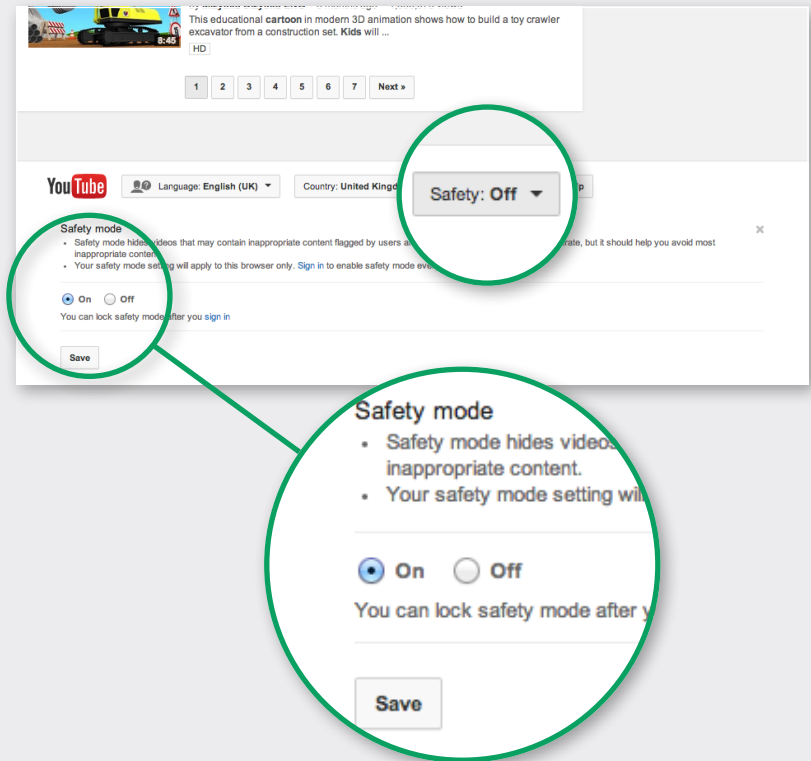 This educational cartoon in modern 3D animation shows how to build a toy crawler
excavator from a construction set. Kids will ...
5:45
HD
1 2 3 4 5 6 7 Next »
YouTube Language: English (UK) Country: United Kingd Safety: Off p
Safety mode
• Safety mode hides videos that may contain inappropriate content flagged by users a rate, but it should help you avoid most
inappropriate conten
• Your safety mode setting will apply to this browser only. Sign in to enable safety mode eve
On Off
You can lock safety mode after you sign in
Save
Safety mode
• Safety mode hides videos
inappropriate content.
• Your safety mode setting wil
On Off
You can lock safety mode after y
Save